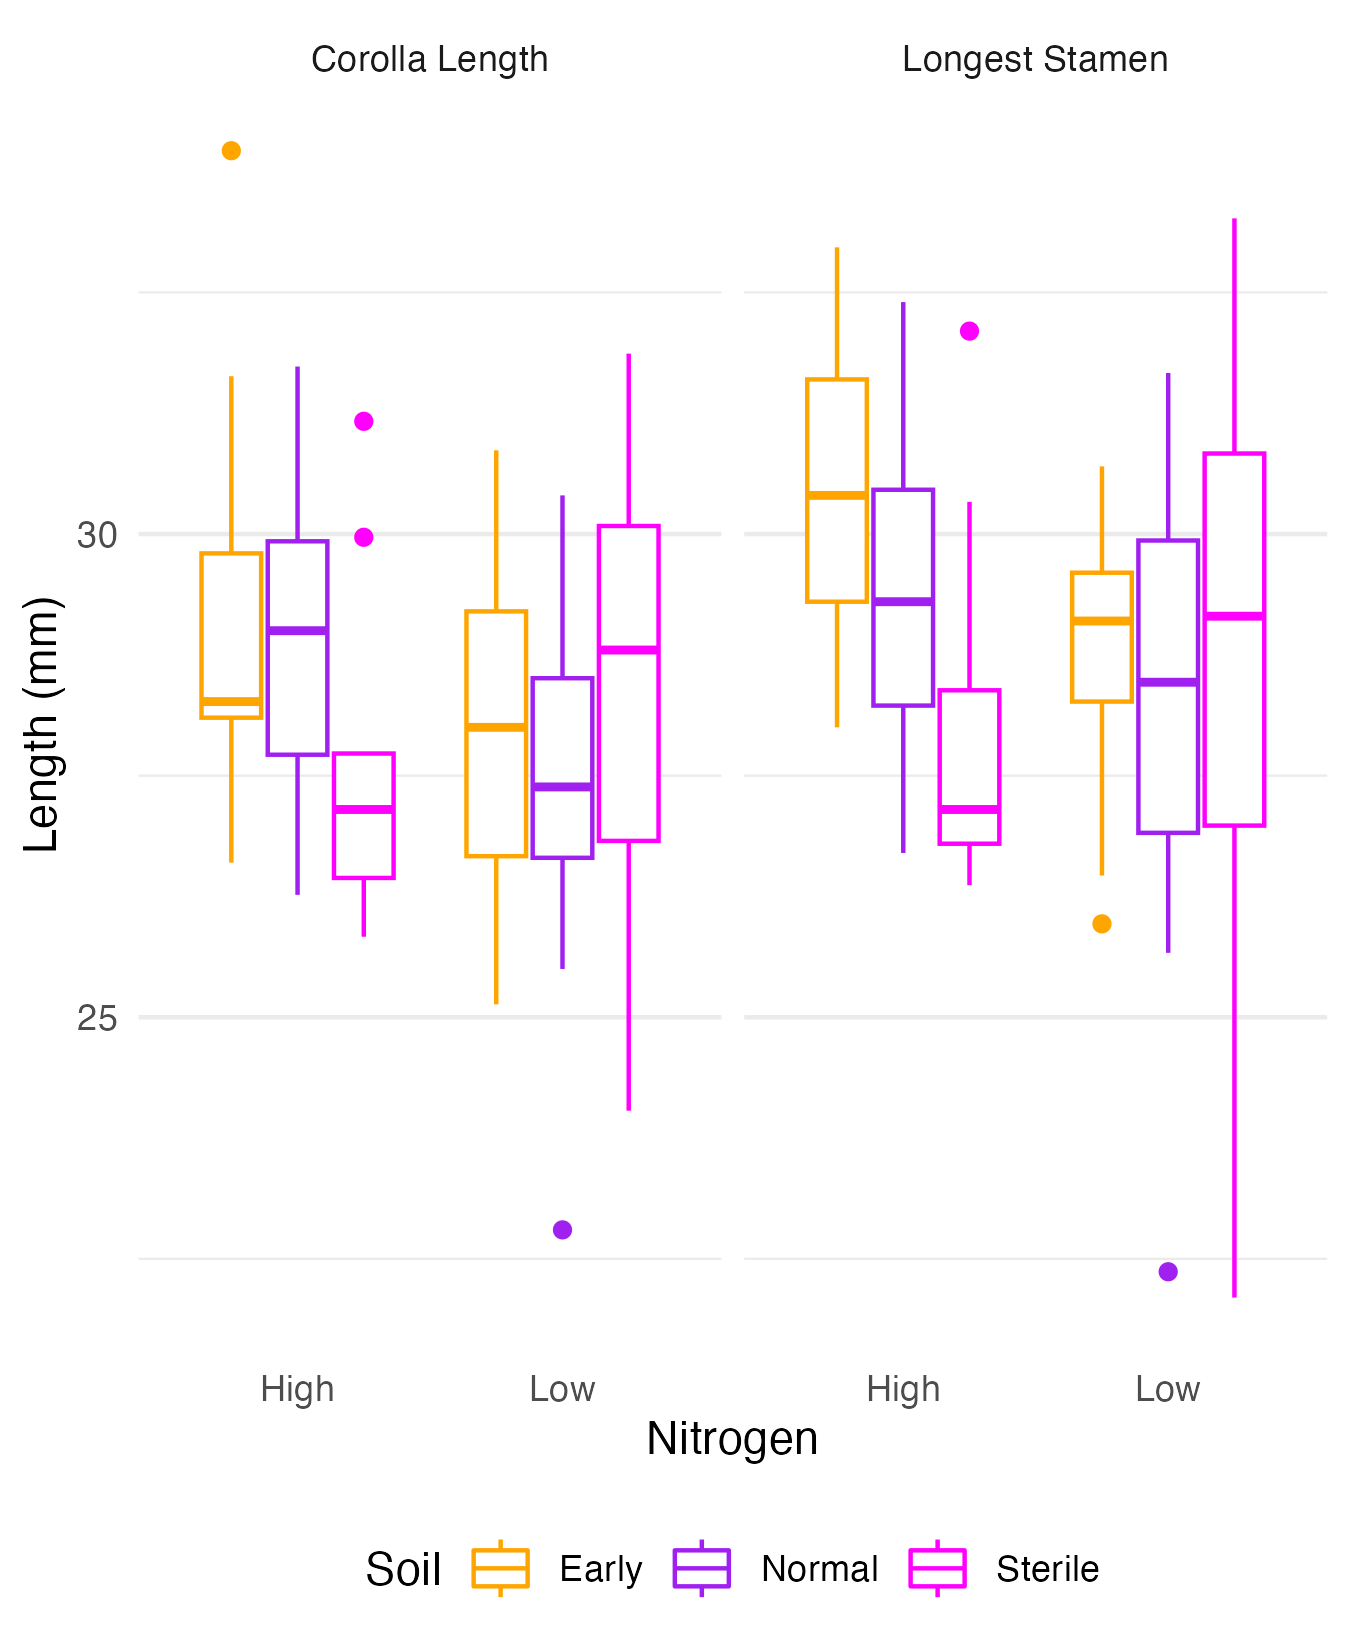 Corolla Length Longest Stamen
30
25
Length (mm)
High Low High Low
Nitrogen
Soil Early Normal Sterile